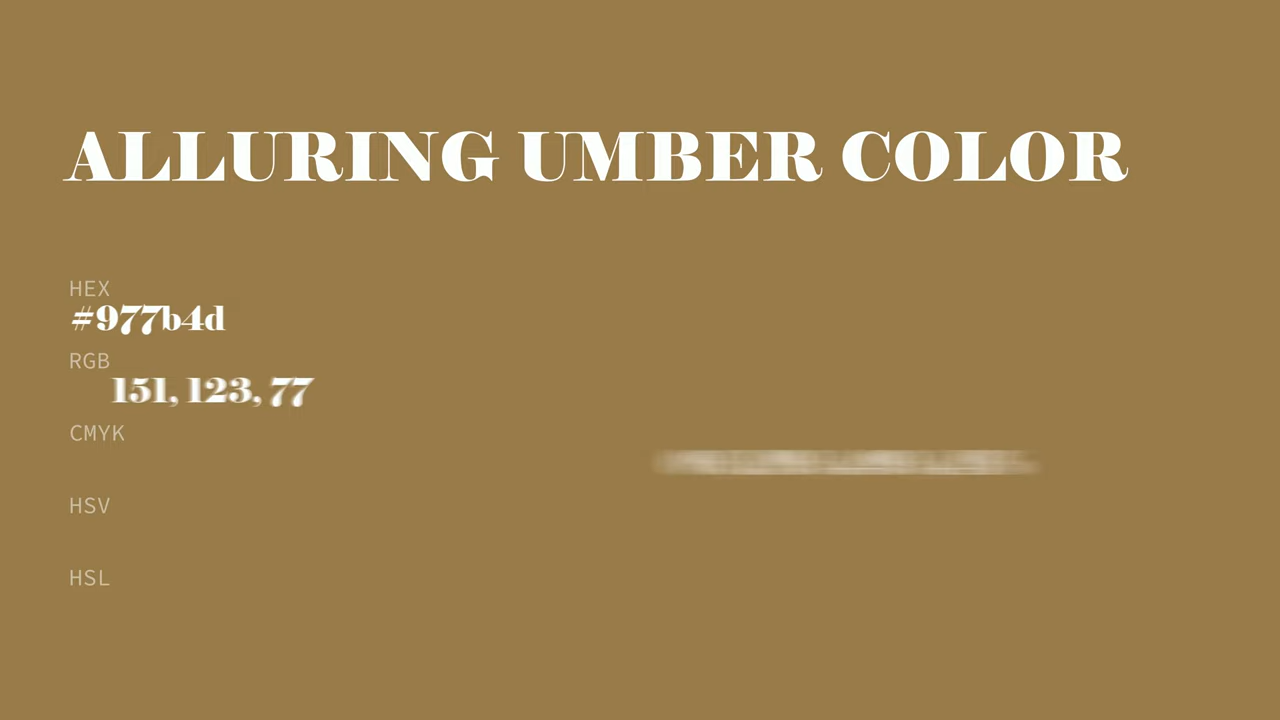 ALLURING UMBER COLOR
HEX
#977b4d
RGB
151, 123, 77
CMYK
HSV
HSL